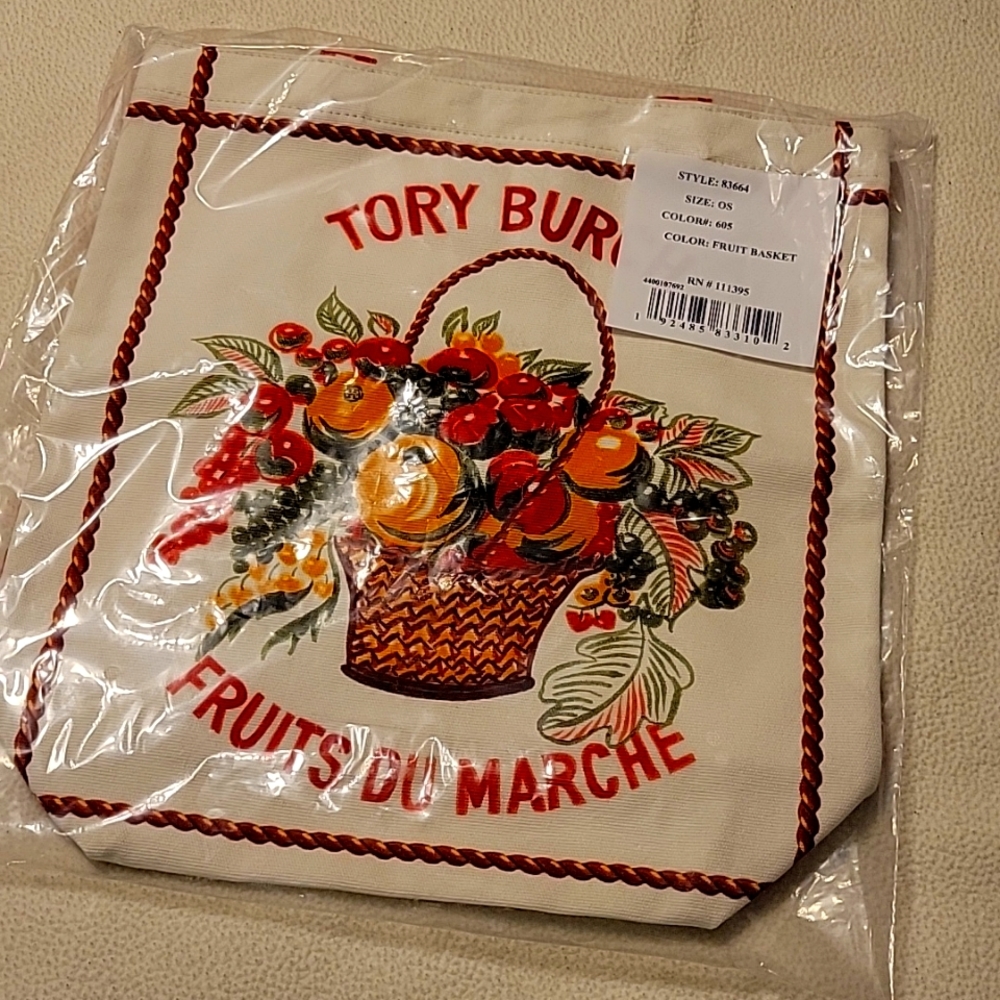 TORY BURC
STYLE: 83664
SIZE: OS
COLOR#: 605
COLOR: FRUIT BASKET
4400107692 RN # 111395
1 92485 83310 2
FRUITS DU MARCHE